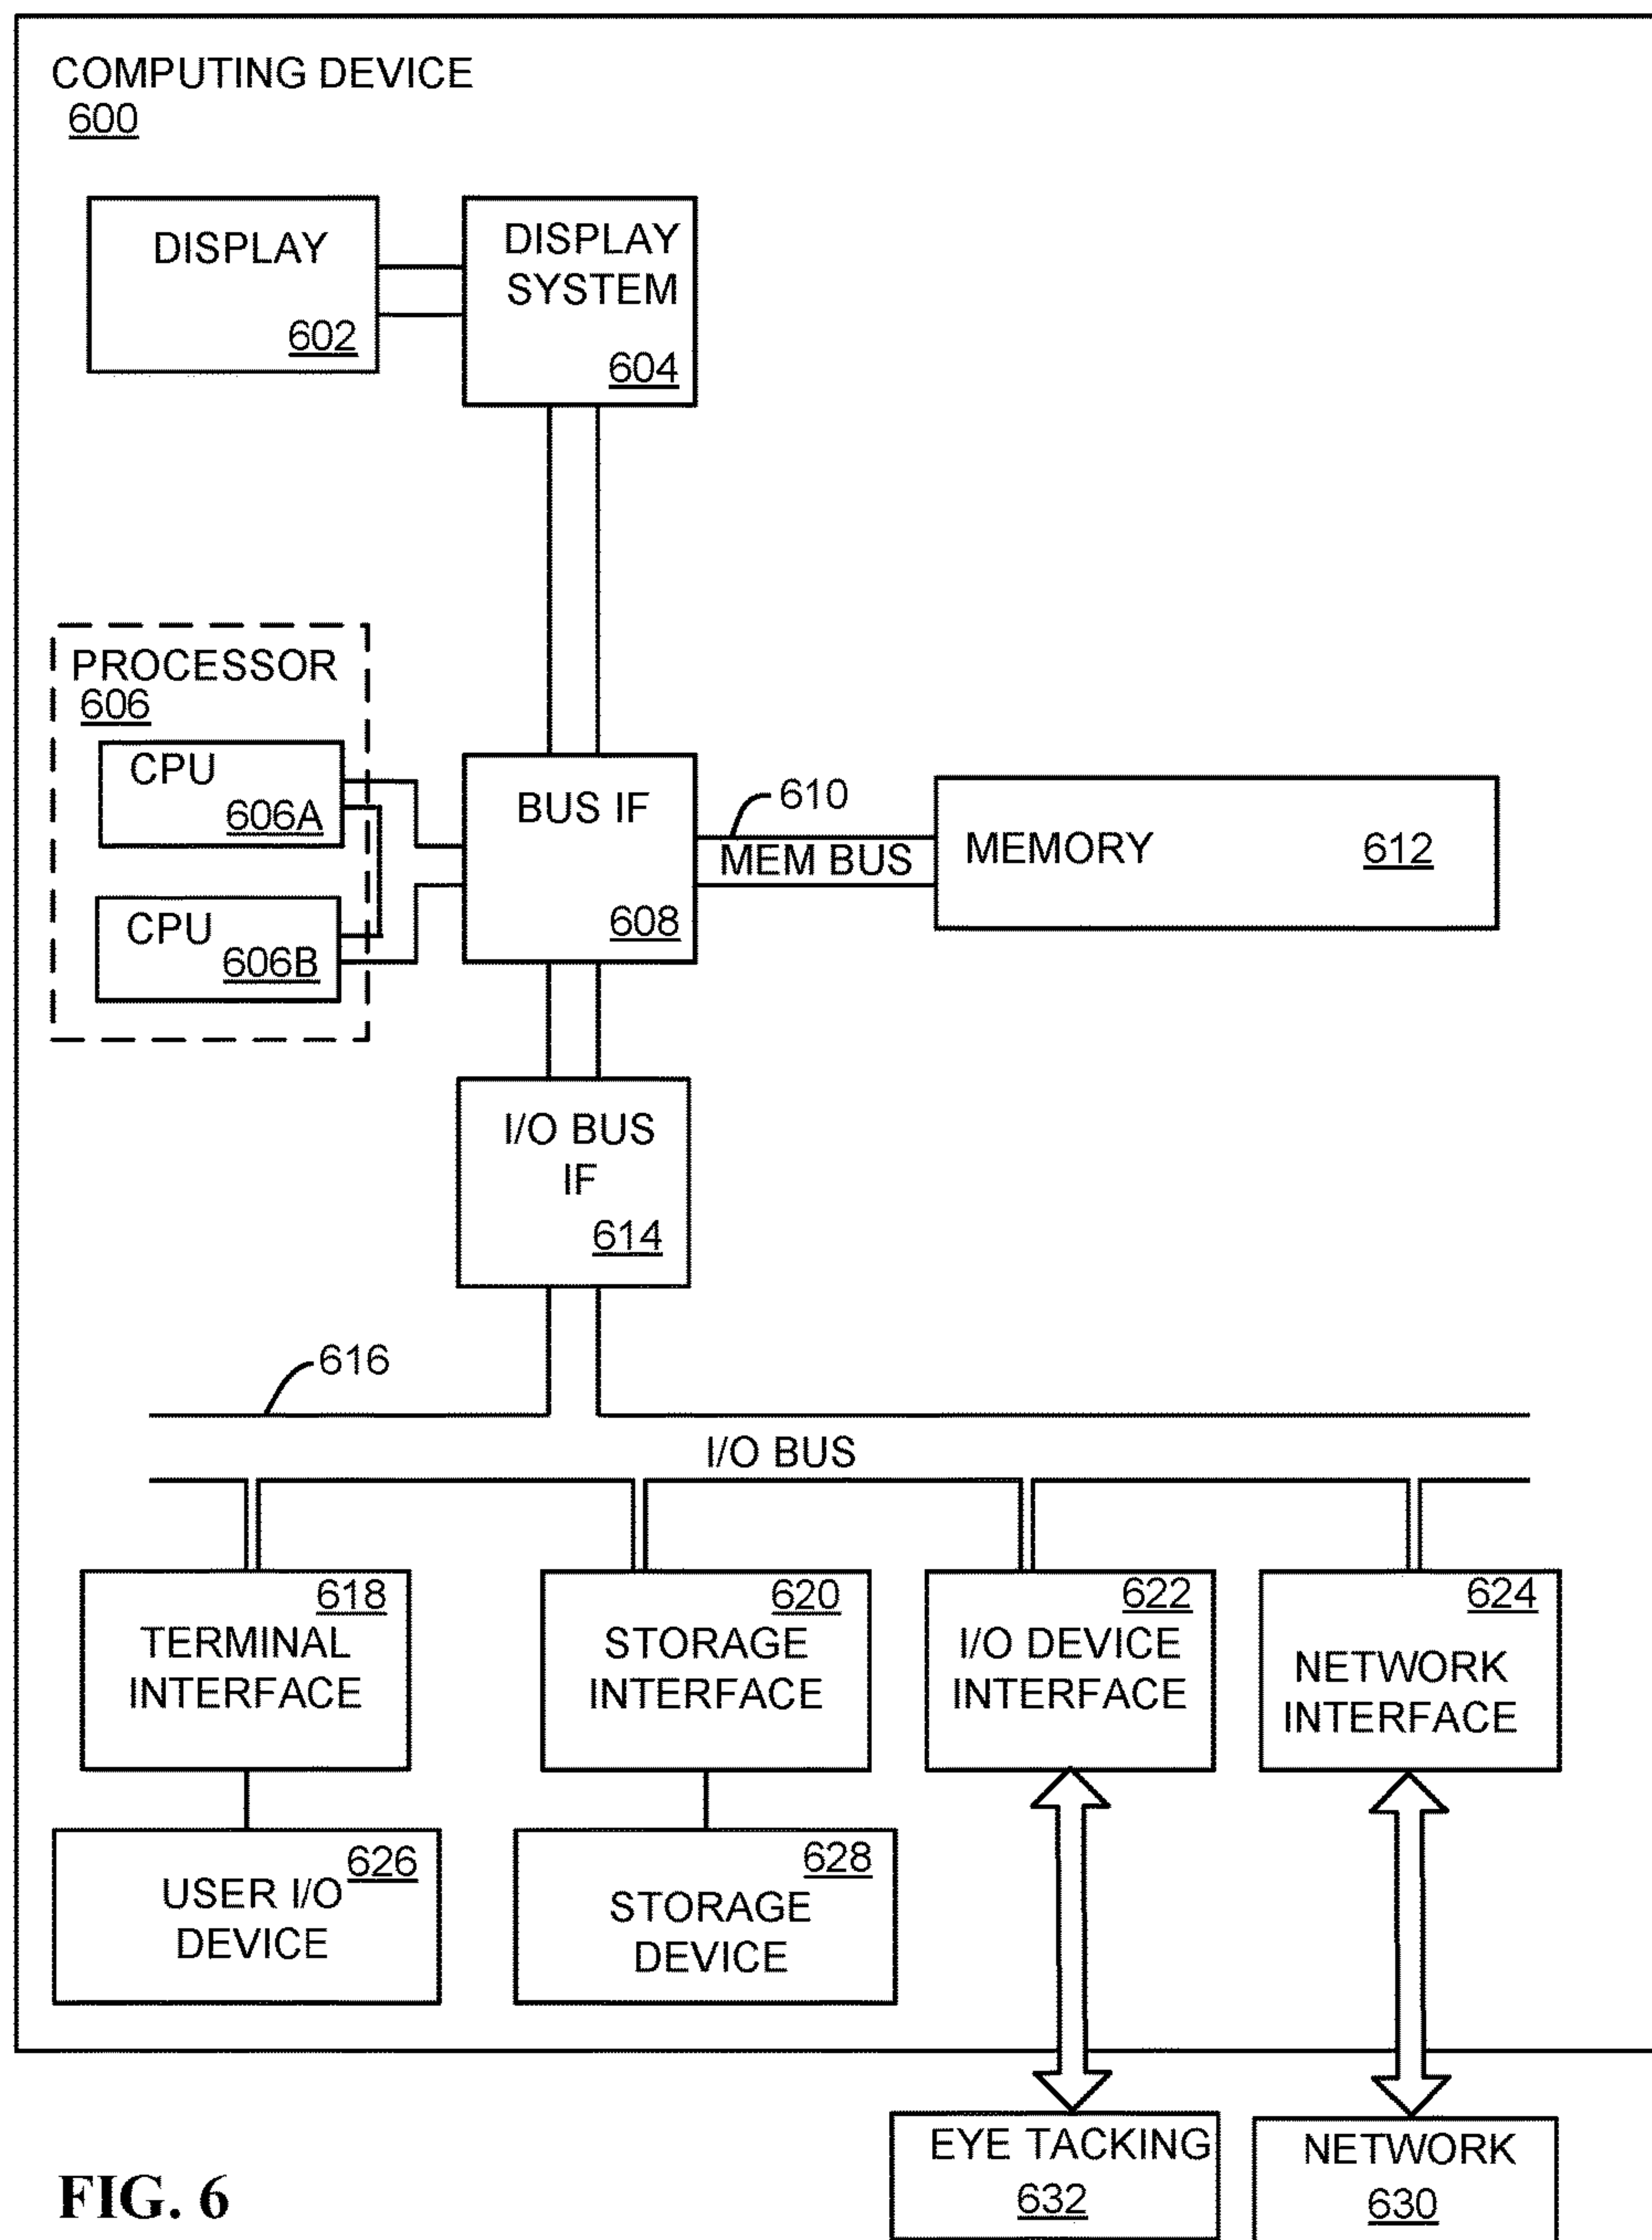 COMPUTING DEVICE
600
DISPLAY
602
DISPLAY
SYSTEM
604
PROCESSOR
606
CPU
606A
CPU
606B
BUS IF
608
610
MEM BUS
MEMORY 612
I/O BUS
IF
614
616
I/O BUS
618
TERMINAL
INTERFACE
620
STORAGE
INTERFACE
622
I/O DEVICE
INTERFACE
624
NETWORK
INTERFACE
626
USER I/O
DEVICE
628
STORAGE
DEVICE
EYE TACKING
632
NETWORK
630
FIG. 6